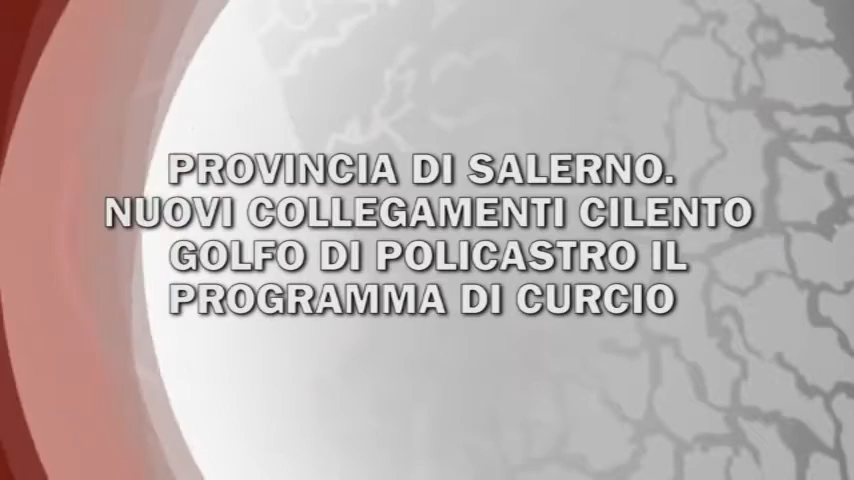 PROVINCIA DI SALERNO.
NUOVI COLLEGAMENTI CILENTO
GOLFO DI POLICASTRO IL
PROGRAMMA DI CURCIO